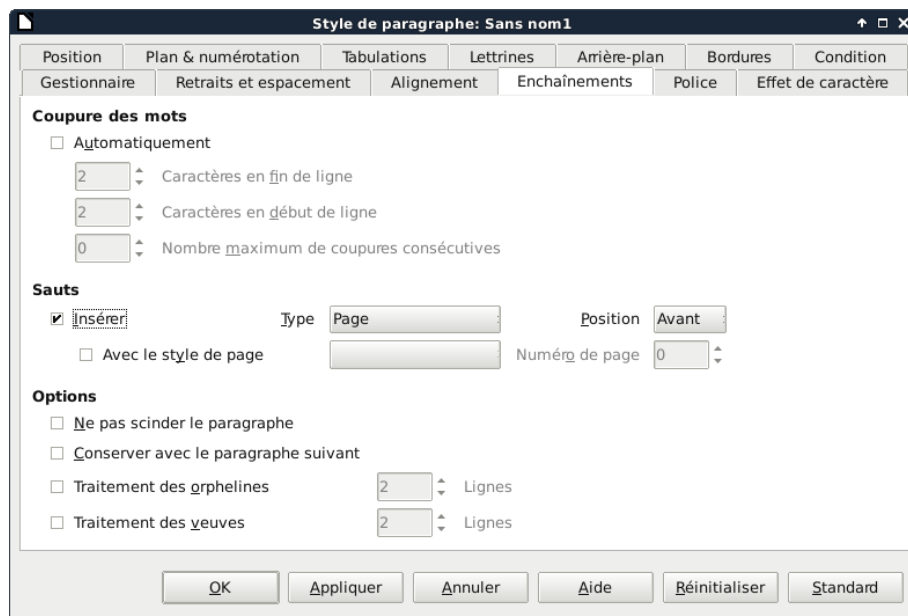 Style de paragraphe: Sans nom1
Position Plan & numérotation Tabulations Lettrines Arrière-plan Bordures Condition
Gestionnaire Retraits et espacement Alignement Enchaînements Police Effet de caractère
Coupure des mots
Automatiquement
2 Caractères en fin de ligne
2 Caractères en début de ligne
0 Nombre maximum de coupures consécutives
Sauts
Insérer Type Page Position Avant
Avec le style de page Numéro de page 0
Options
Ne pas scinder le paragraphe
Conserver avec le paragraphe suivant
Traitement des orphelines 2 Lignes
Traitement des veuves 2 Lignes
OK Appliquer Annuler Aide Réinitialiser Standard